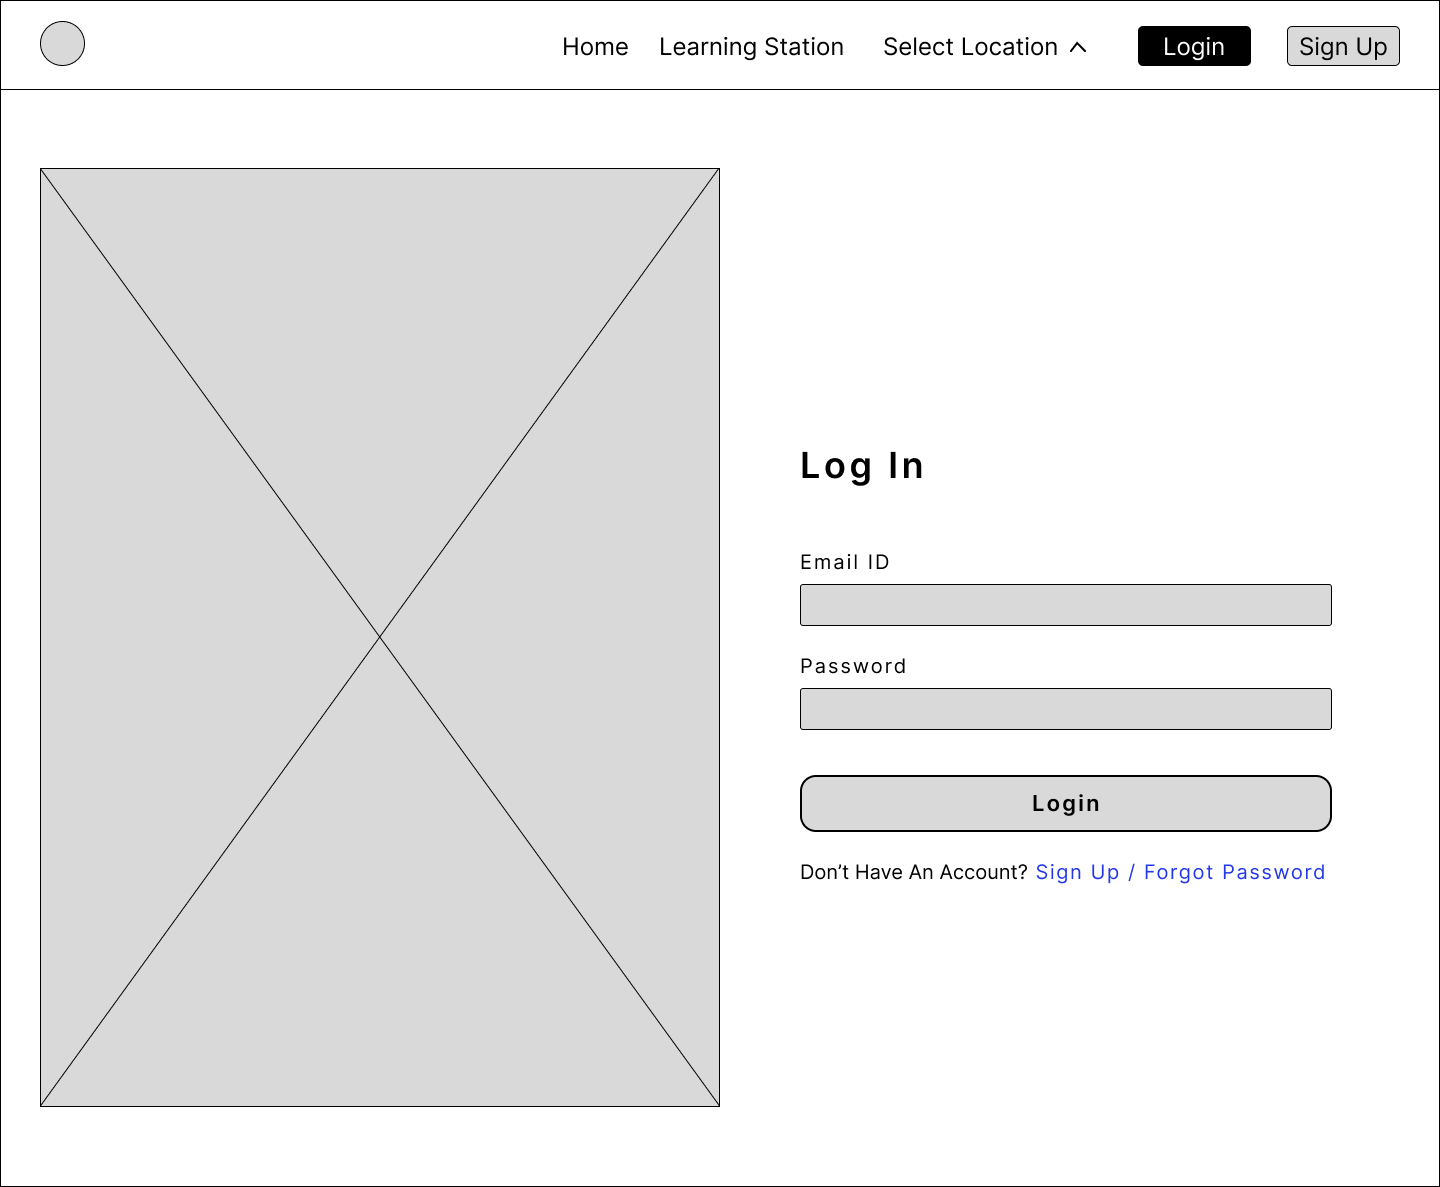 Home Learning Station Select Location Login Sign Up
Log In
Email ID
Password
Login
Don’t Have An Account? Sign Up / Forgot Password